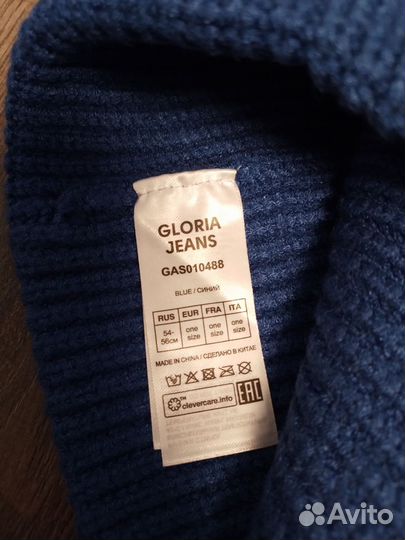 GLORIA
JEANS
GAS010488
BLUE / СИНИЙ
RUS EUR FRA ITA
54-56см one size one size one size
MADE IN CHINA / СДЕЛАНО В КИТАЕ
clevercare.info EAC
Avito